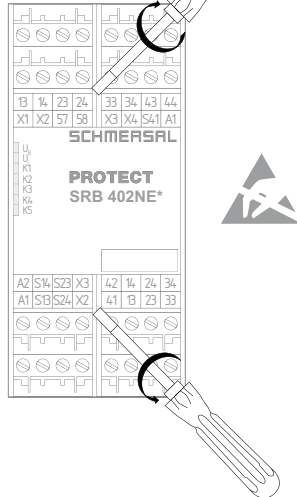 13 14 23 24 33 34 43 44
X1 X2 57 58 X3 X4 S41 A1
SCHMERSAL
UB
Ui
K1
K2
K3
K4
K5
PROTECT
SRB 402NE*
A2 S14 S23 X3 42 14 24 34
A1 S13 S24 X2 41 13 23 33